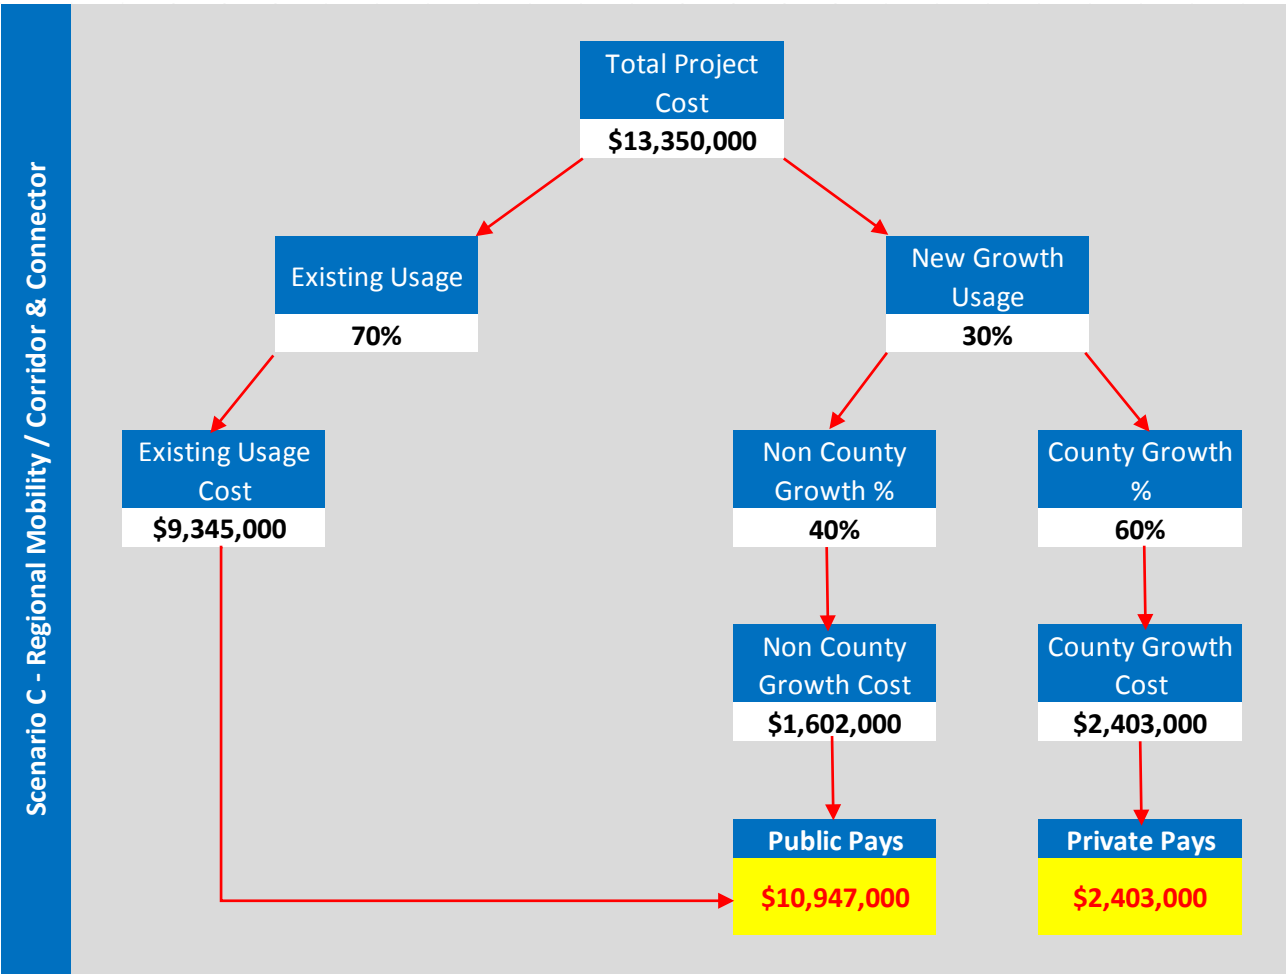 Scenario C - Regional Mobility / Corridor & Connector
Total Project
Cost
$13,350,000
Existing Usage
70%
New Growth
Usage
30%
Existing Usage
Cost
$9,345,000
Non County
Growth %
40%
County Growth
%
60%
Non County
Growth Cost
$1,602,000
County Growth
Cost
$2,403,000
Public Pays
$10,947,000
Private Pays
$2,403,000